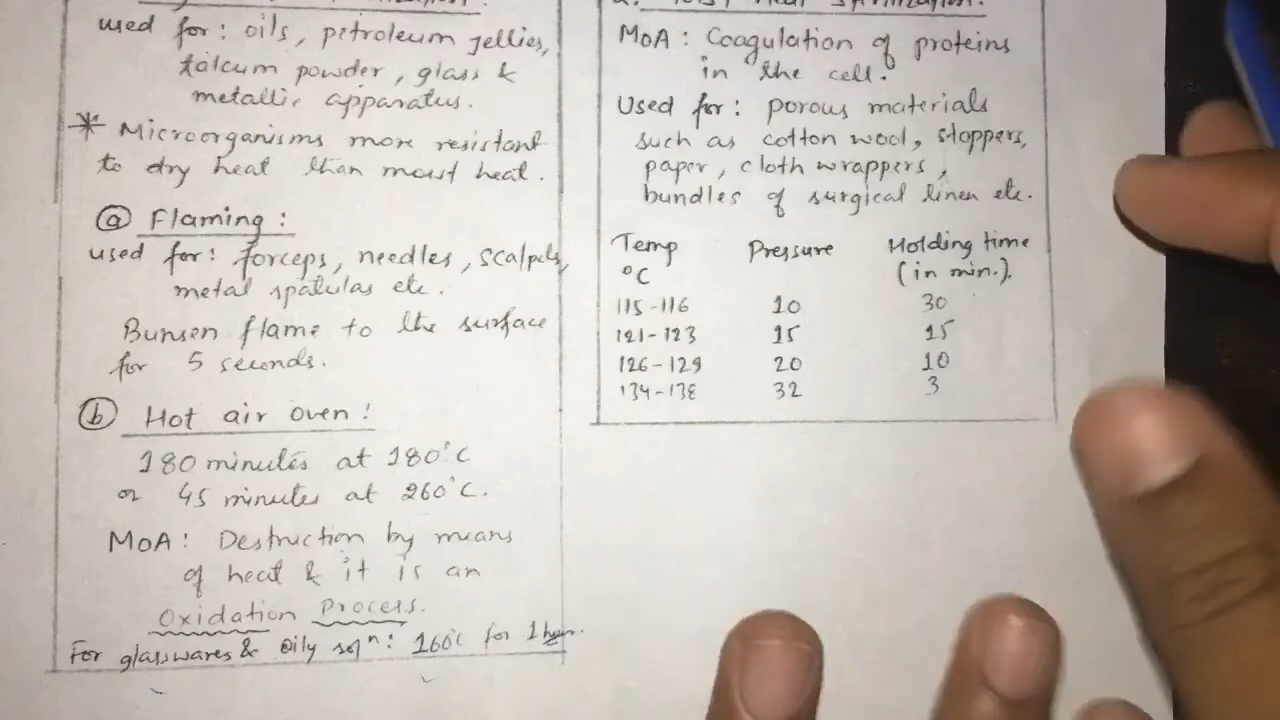 used for: oils, petroleum jellies,
talcum powder, glass &
metallic apparatus.
* Microorganisms more resistant
to dry heat than moist heat.
ⓐ Flaming:
used for: forceps, needles, scalpels,
metal spatulas etc.
Bunsen flame to the surface
for 5 seconds.
ⓑ Hot air oven:
180 minutes at 180°C
or 45 minutes at 260°C.
MoA: Destruction by means
of heat & it is an
Oxidation Process.
For glasswares & Oily solⁿ: 160°C for 1
MoA: Coagulation of proteins
in the cell.
Used for: porous materials
such as cotton wool, stoppers,
paper, cloth wrappers,
bundles of surgical linen etc.
Temp Pressure Holding time
°C (in min.).
115-116 10 30
121-123 15 15
126-129 20 10
134-138 32 3